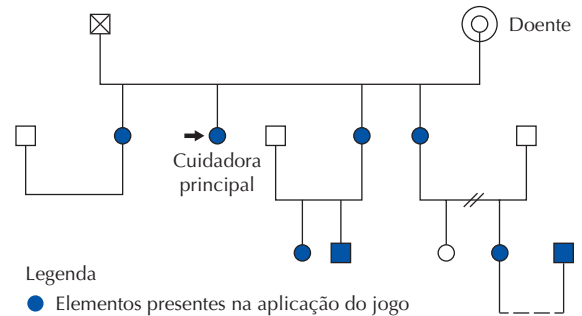 Doente
Cuidadora
principal
Legenda
Elementos presentes na aplicação do jogo